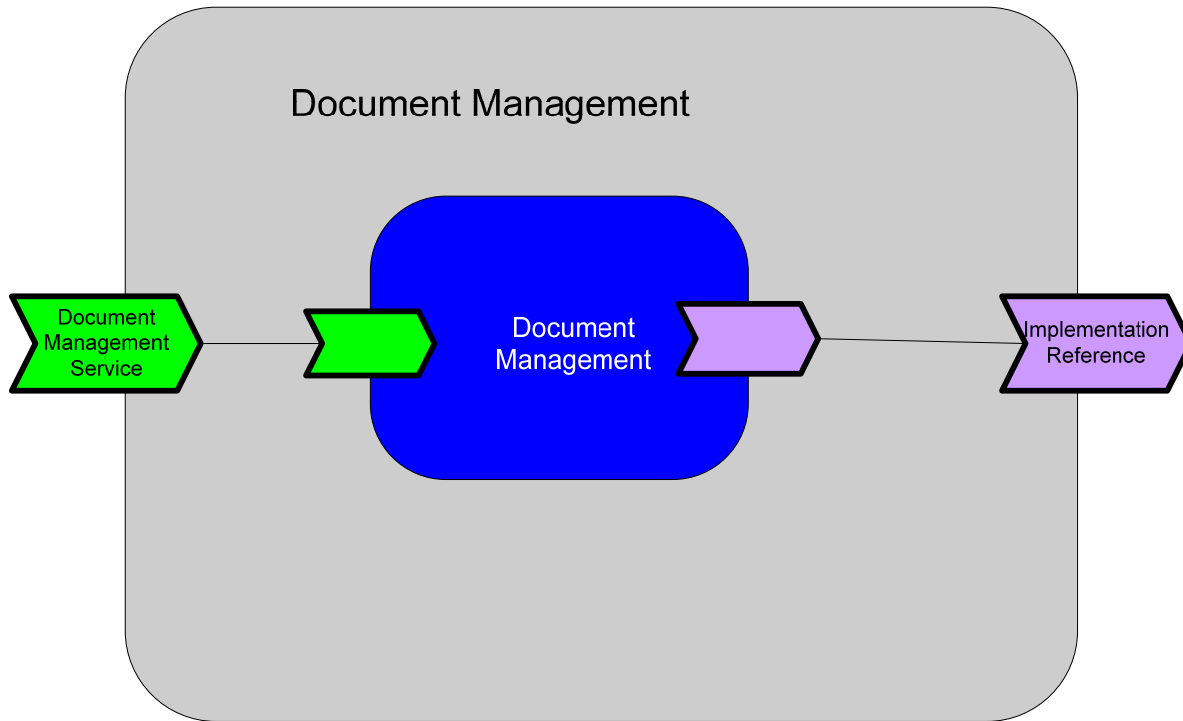 Document Management
Document
Management
Service
Document
Management
Implementation
Reference